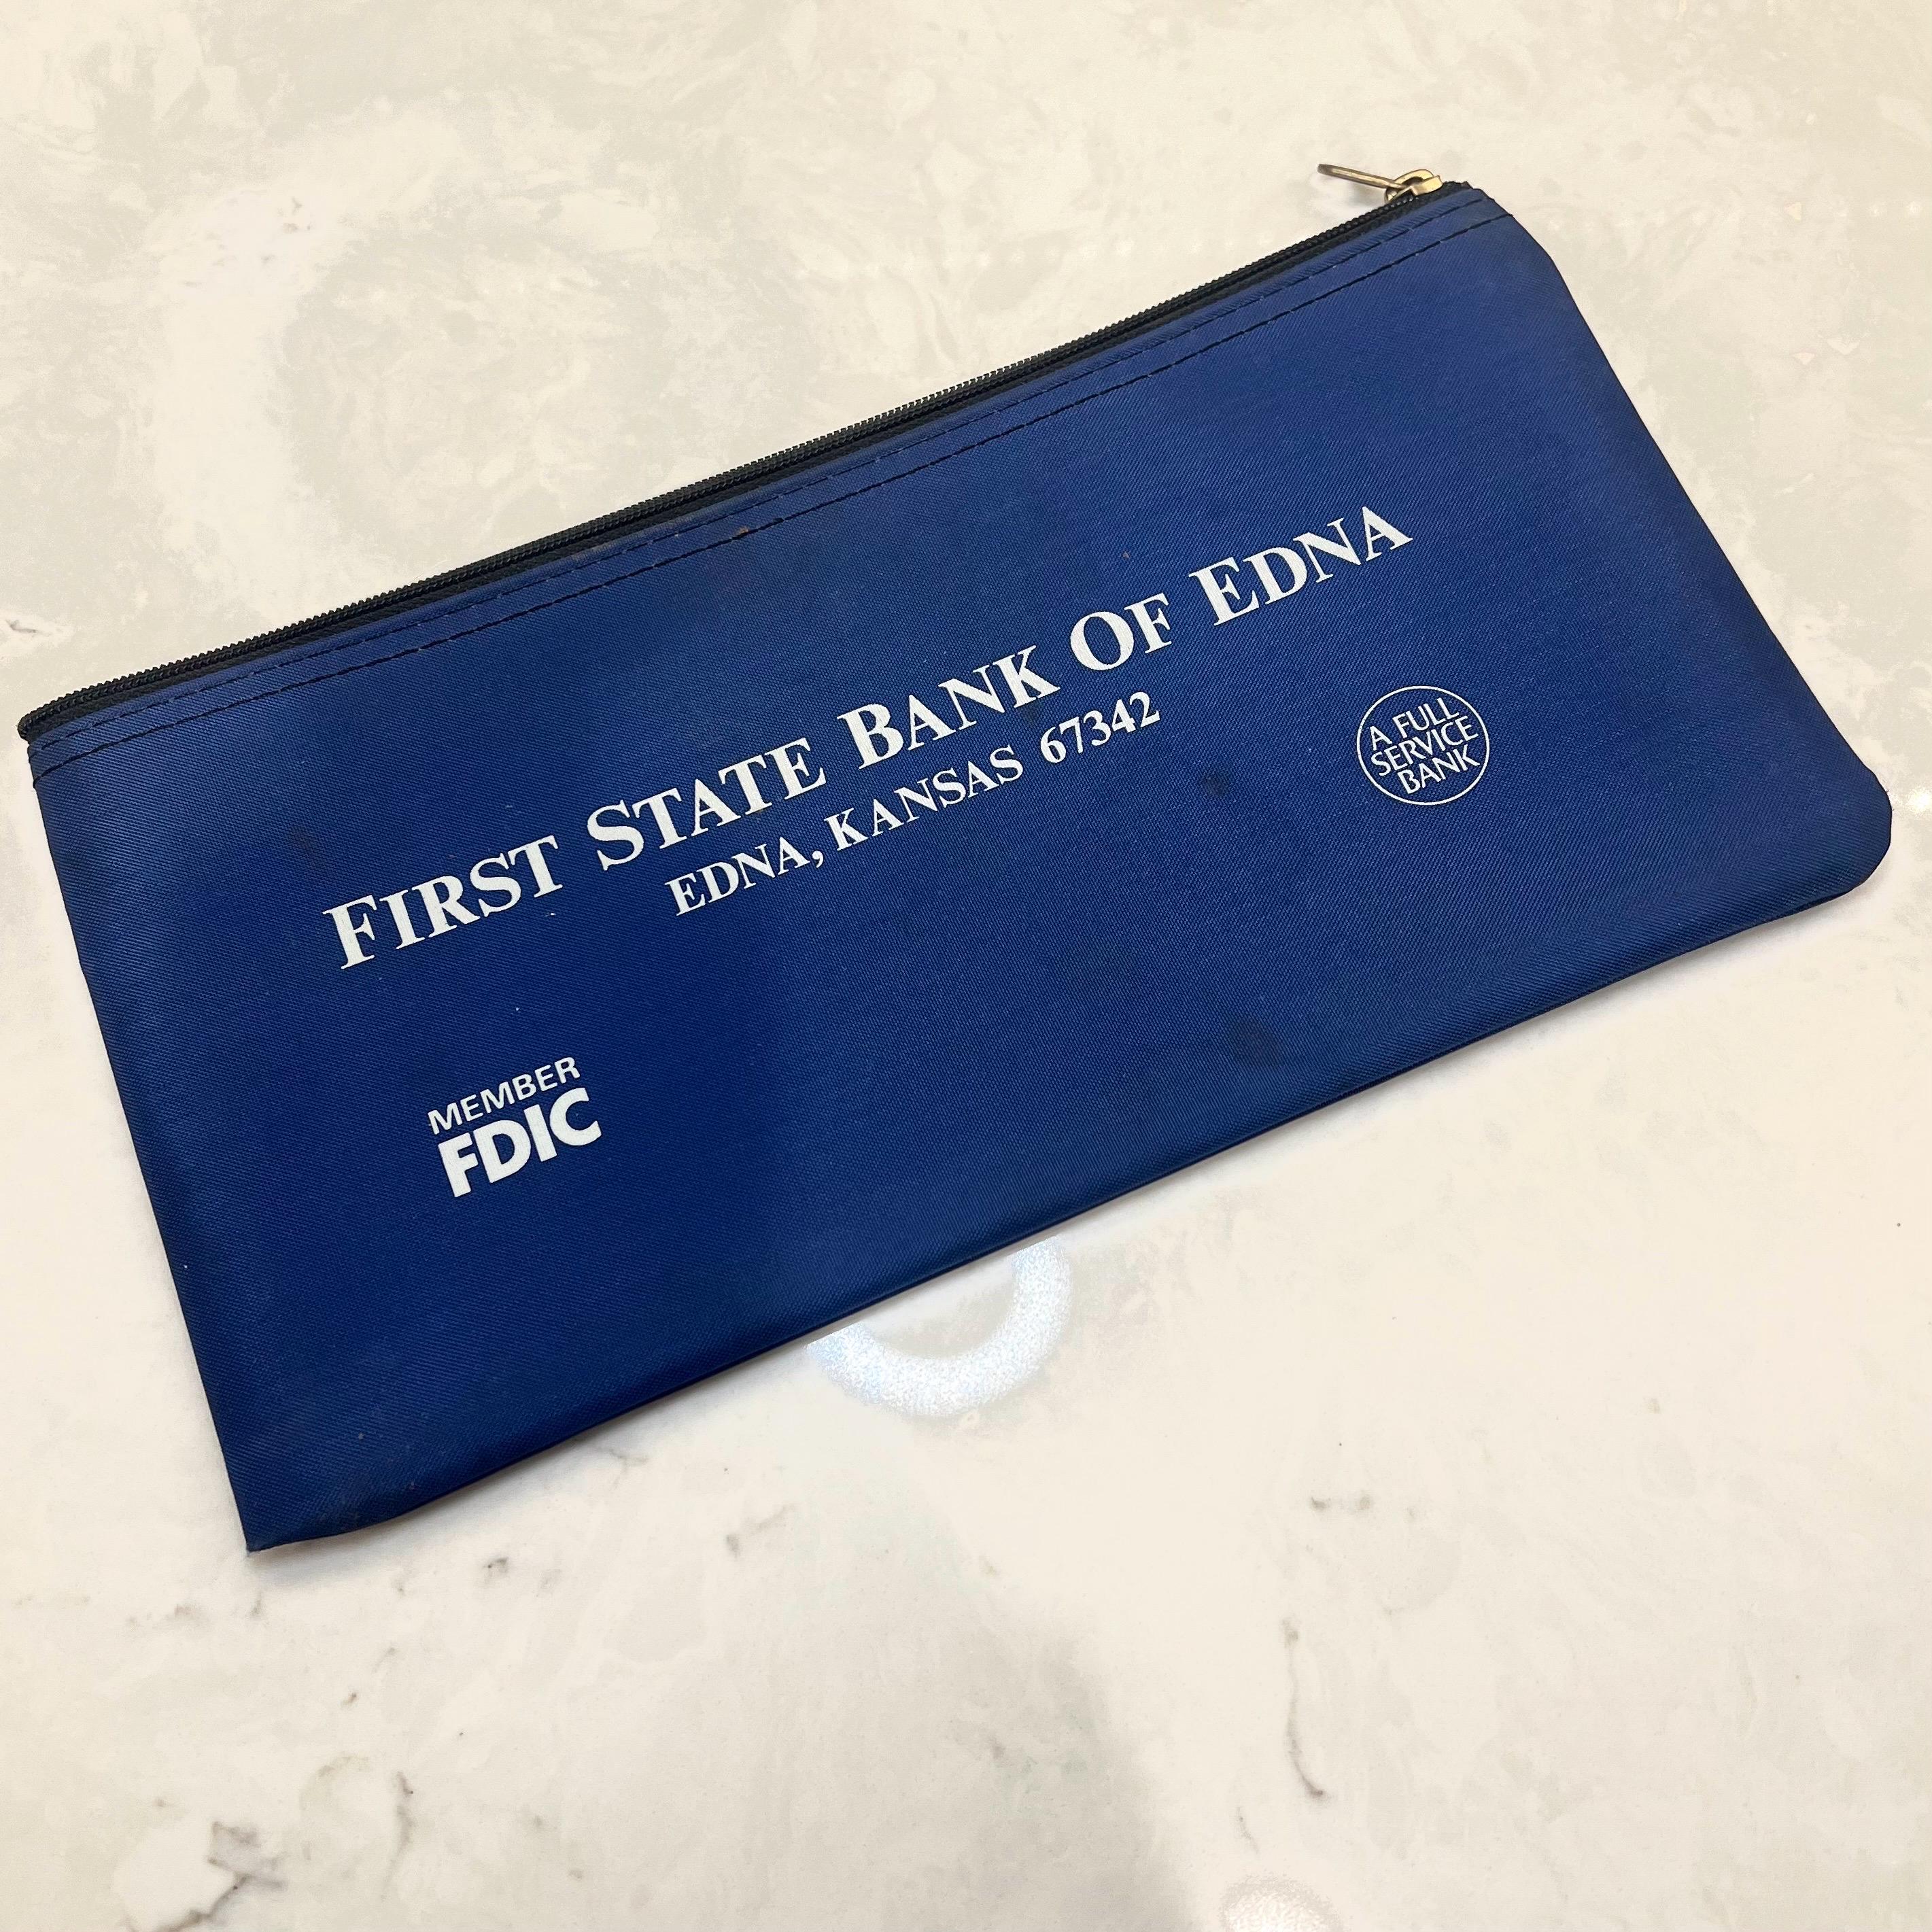 FIRST STATE BANK OF EDNA
EDNA, KANSAS 67342
A FULL
SERVICE
BANK
MEMBER
FDIC